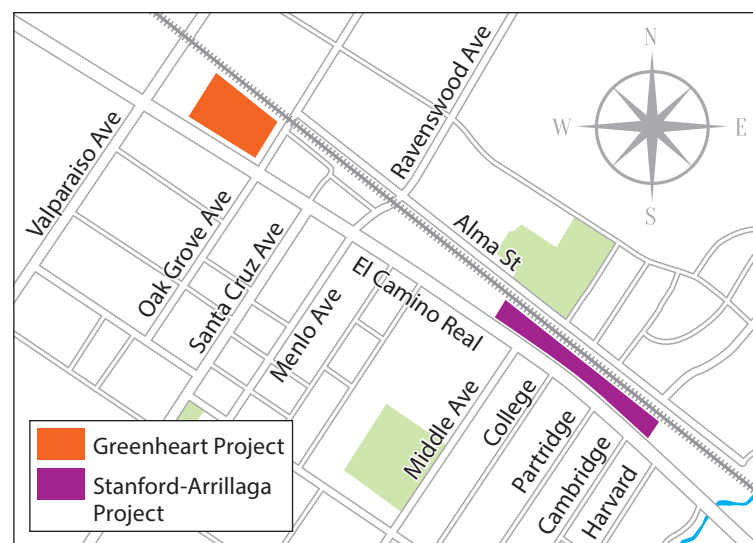 N
W
E
S
Ravenswood Ave
Valparaiso Ave
Alma St
Oak Grove Ave
Santa Cruz Ave
El Camino Real
Menlo Ave
Middle Ave
College
Partridge
Cambridge
Harvard
Greenheart Project
Stanford-Arrillaga
Project